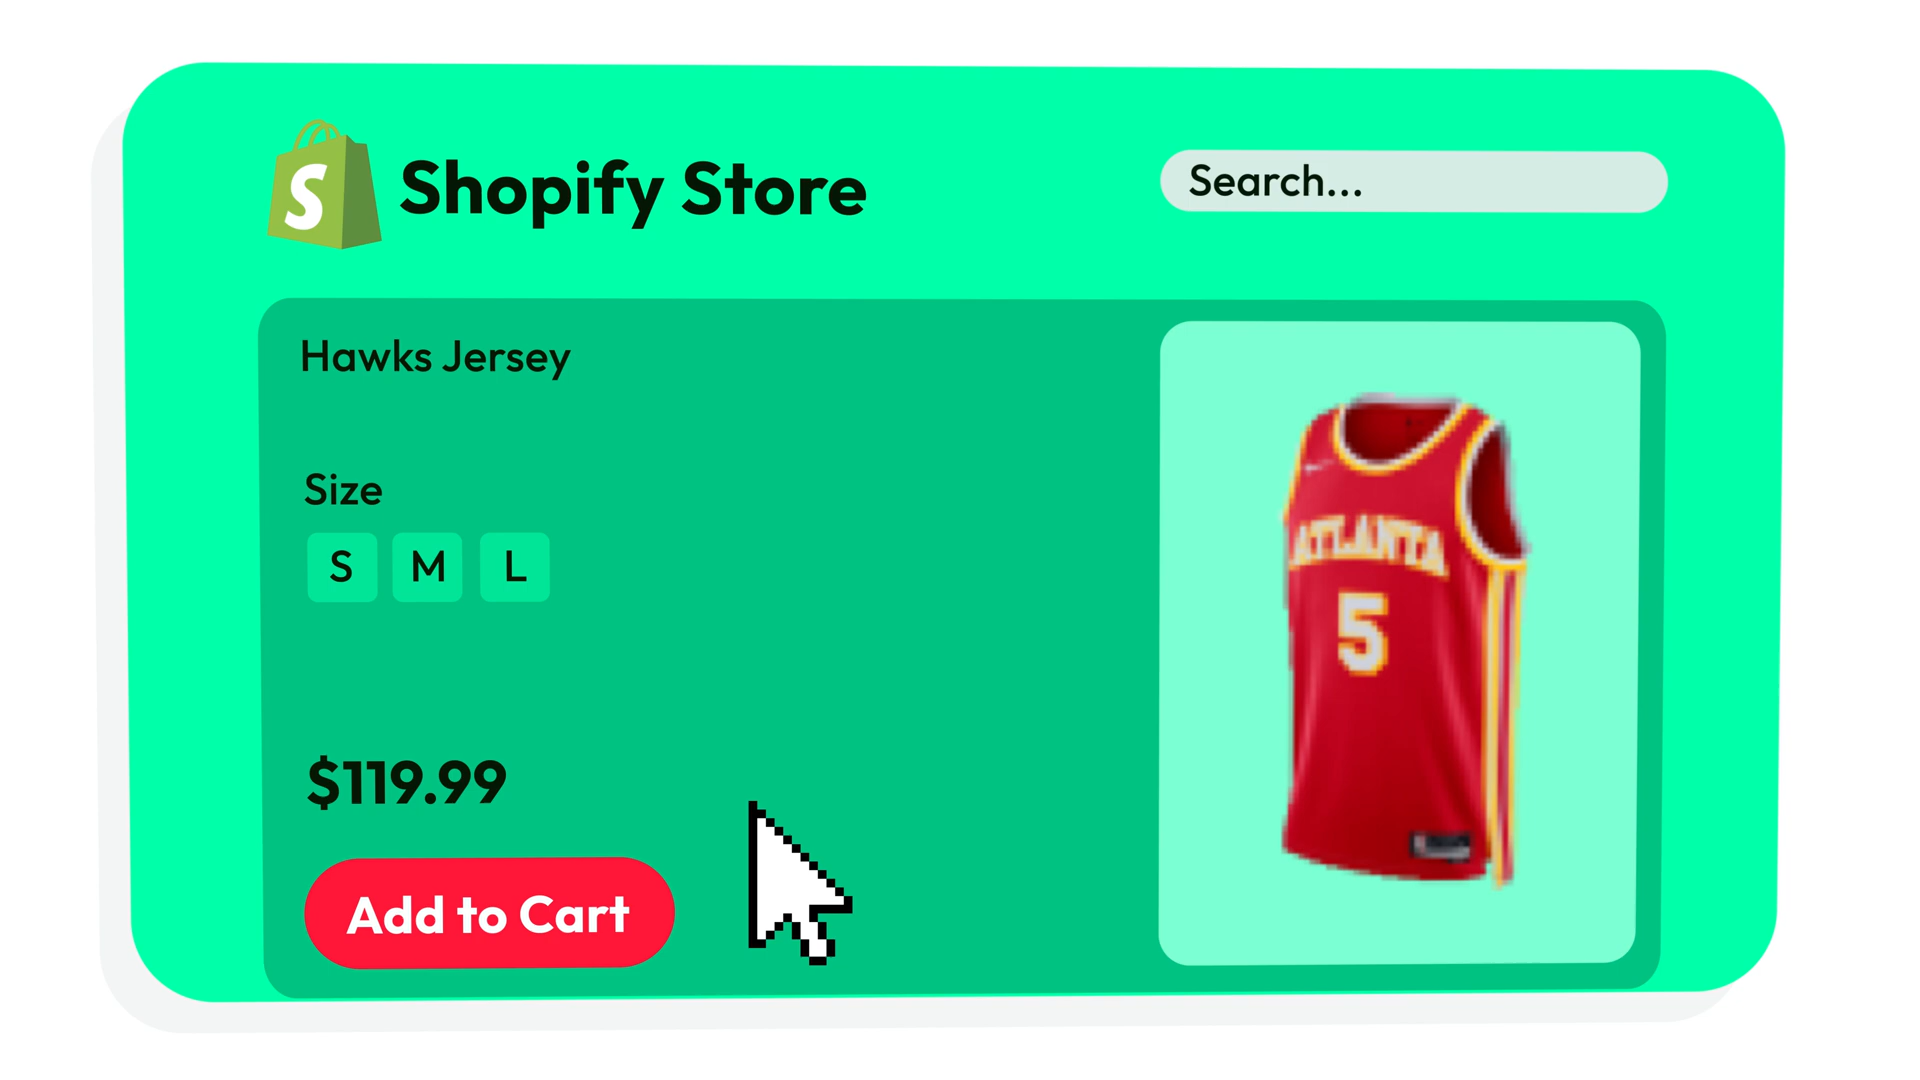 S
Shopify Store
Search...
Hawks Jersey
Size
S M L
$119.99
Add to Cart
ATLANTA
5